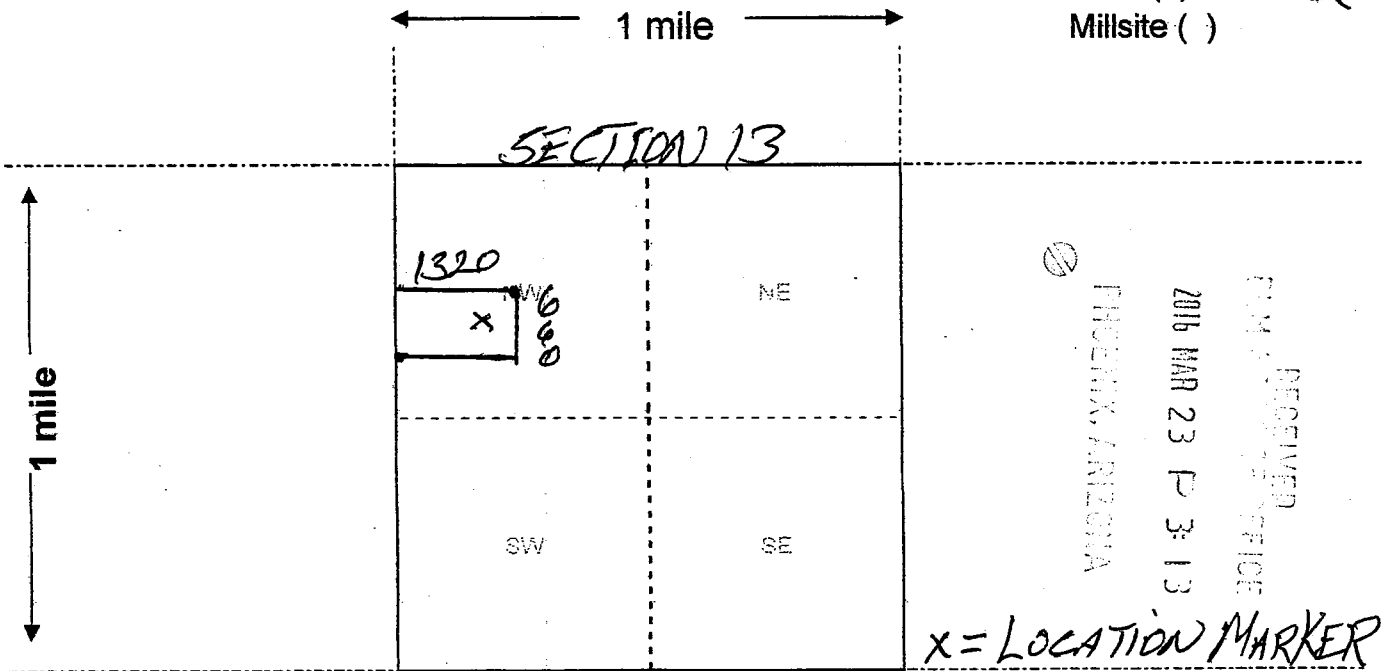 1 mile
Millsite ( )
SECTION 13
1320
NW
660
NE
1 mile
SW
SE
RECEIVED
OFFICE
2016 MAR 23 P 3 13
PHOENIX, ARIZONA
X = LOCATION MARKER